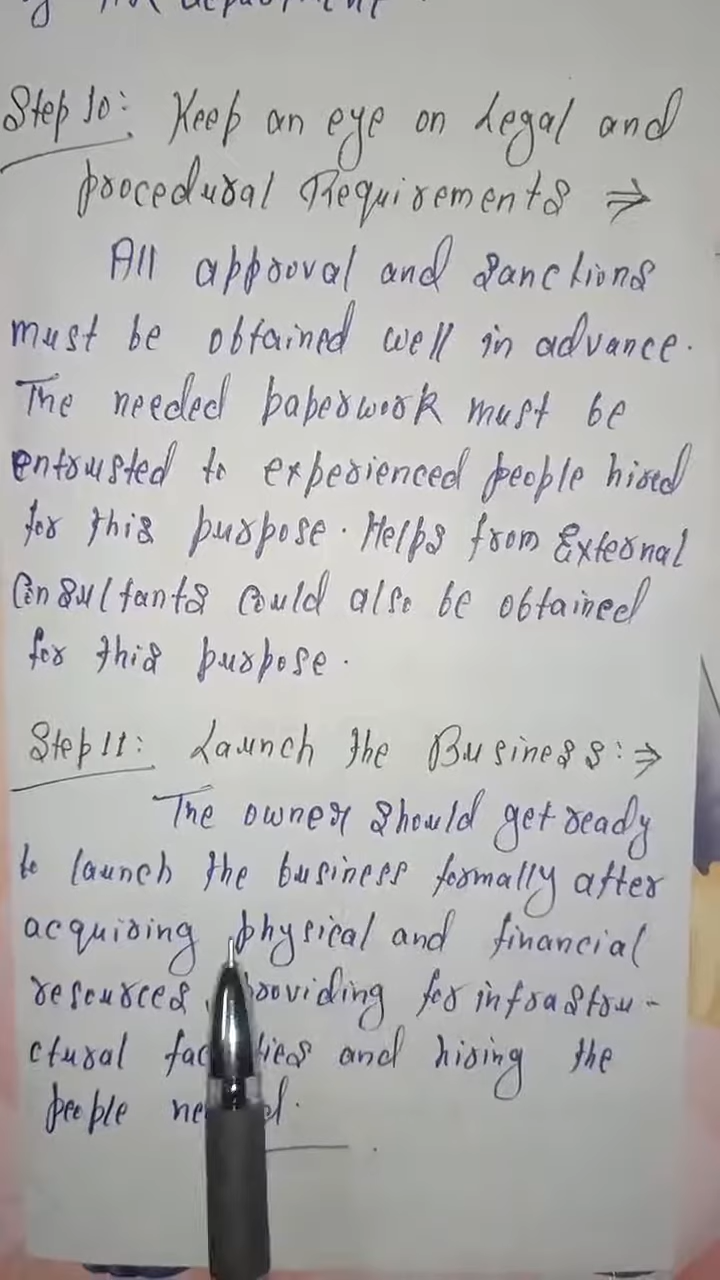 Step 10: Keep an eye on Legal and
procedural Requirements ⇒
All approval and Sanctions
must be obtained well in advance.
The needed paperwork must be
entrusted to experienced people hired
for this purpose. Helps from External
Consultants could also be obtained
for this purpose.
Step 11: Launch the Business:⇒
The owner should get ready
to launch the business formally after
acquiring physical and financial
resources, providing for infrastru-
ctural facilities and hiring the
people